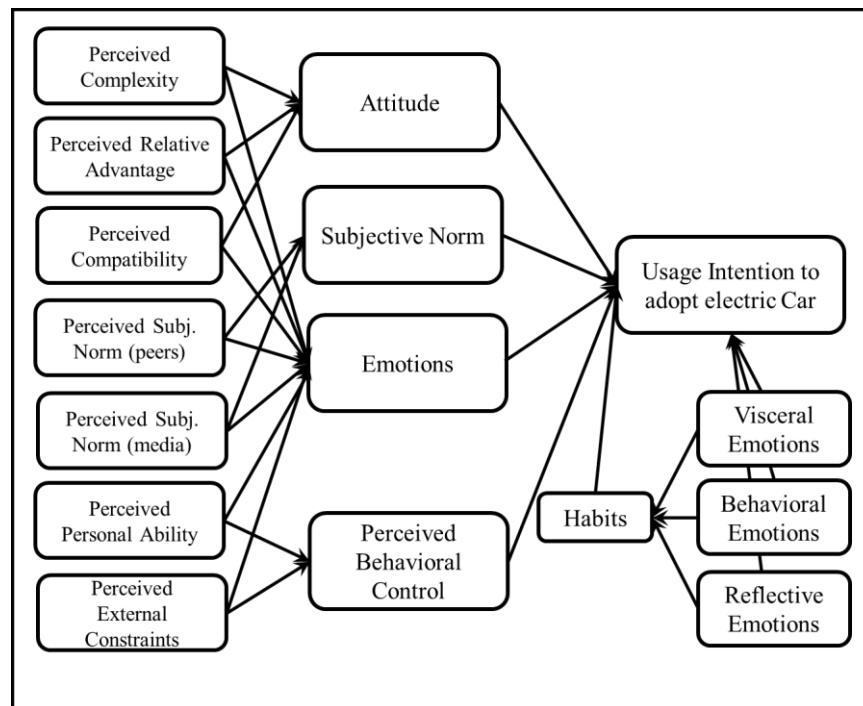 Perceived
Complexity
Perceived Relative
Advantage
Perceived
Compatibility
Perceived Subj.
Norm (peers)
Perceived Subj.
Norm (media)
Perceived
Personal Ability
Perceived
External
Constraints
Attitude
Subjective Norm
Emotions
Perceived
Behavioral
Control
Usage Intention to
adopt electric Car
Habits
Visceral
Emotions
Behavioral
Emotions
Reflective
Emotions